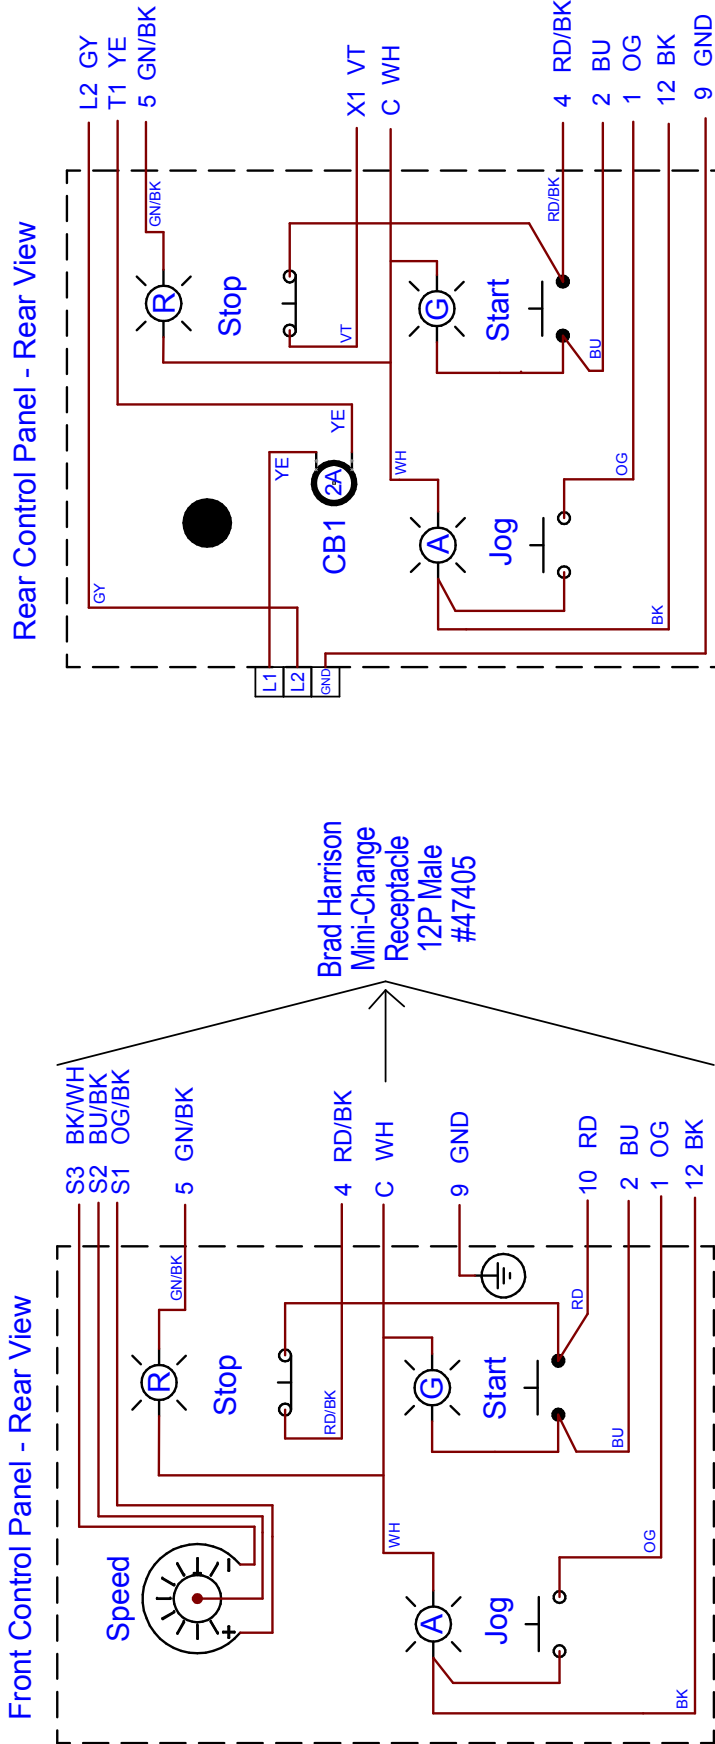 Rear Control Panel - Rear View
L2 GY
T1 YE
5 GN/BK
X1 VT
C WH
4 RD/BK
2 BU
1 OG
12 BK
9 GND
GN/BK
R
Stop
VT
RD/BK
G
Start
BU
YE
YE
2A
CB1
WH
A
Jog
OG
GY
BK
L1
L2
GND
Brad Harrison
Mini-Change
Receptacle
12P Male
#47405
Front Control Panel - Rear View
S3 BK/WH
S2 BU/BK
S1 OG/BK
5 GN/BK
4 RD/BK
C WH
9 GND
10 RD
2 BU
1 OG
12 BK
GN/BK
R
Stop
RD/BK
RD
G
Start
BU
Speed
-
+
WH
A
Jog
OG
BK